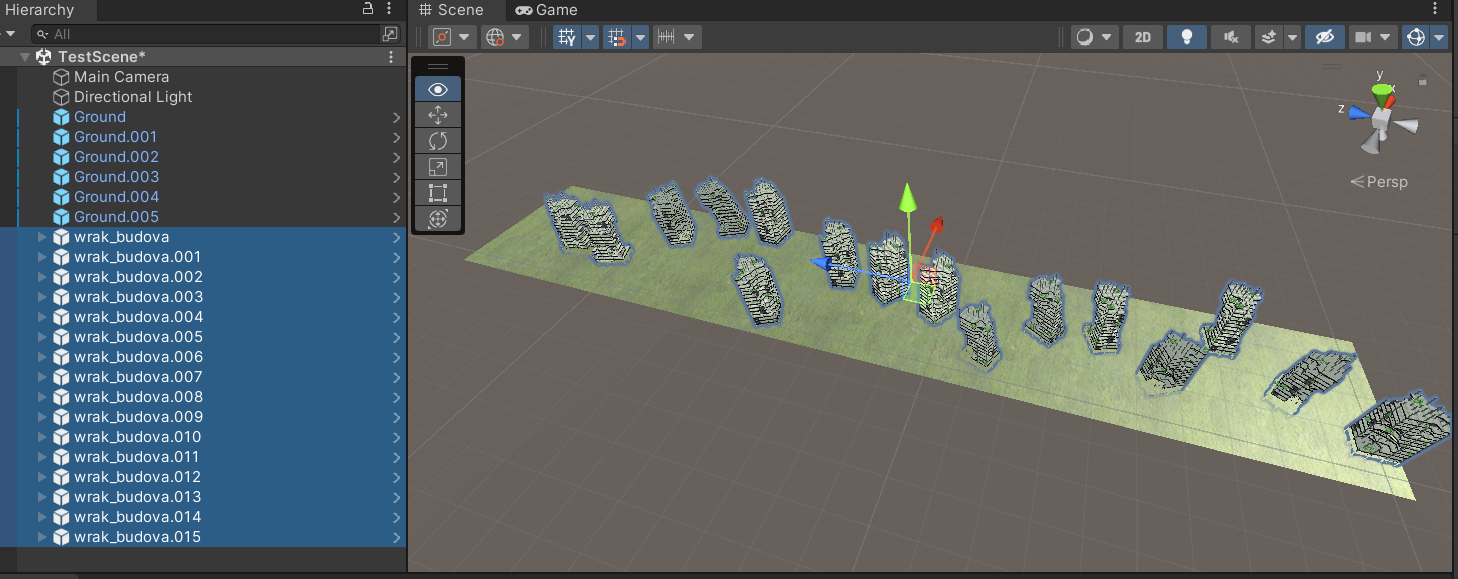 Hierarchy
Scene
Game
All
2D
TestScene*
Main Camera
Directional Light
Ground
Ground.001
Ground.002
Ground.003
Ground.004
Ground.005
wrak_budova
wrak_budova.001
wrak_budova.002
wrak_budova.003
wrak_budova.004
wrak_budova.005
wrak_budova.006
wrak_budova.007
wrak_budova.008
wrak_budova.009
wrak_budova.010
wrak_budova.011
wrak_budova.012
wrak_budova.013
wrak_budova.014
wrak_budova.015
y
x
z
Persp